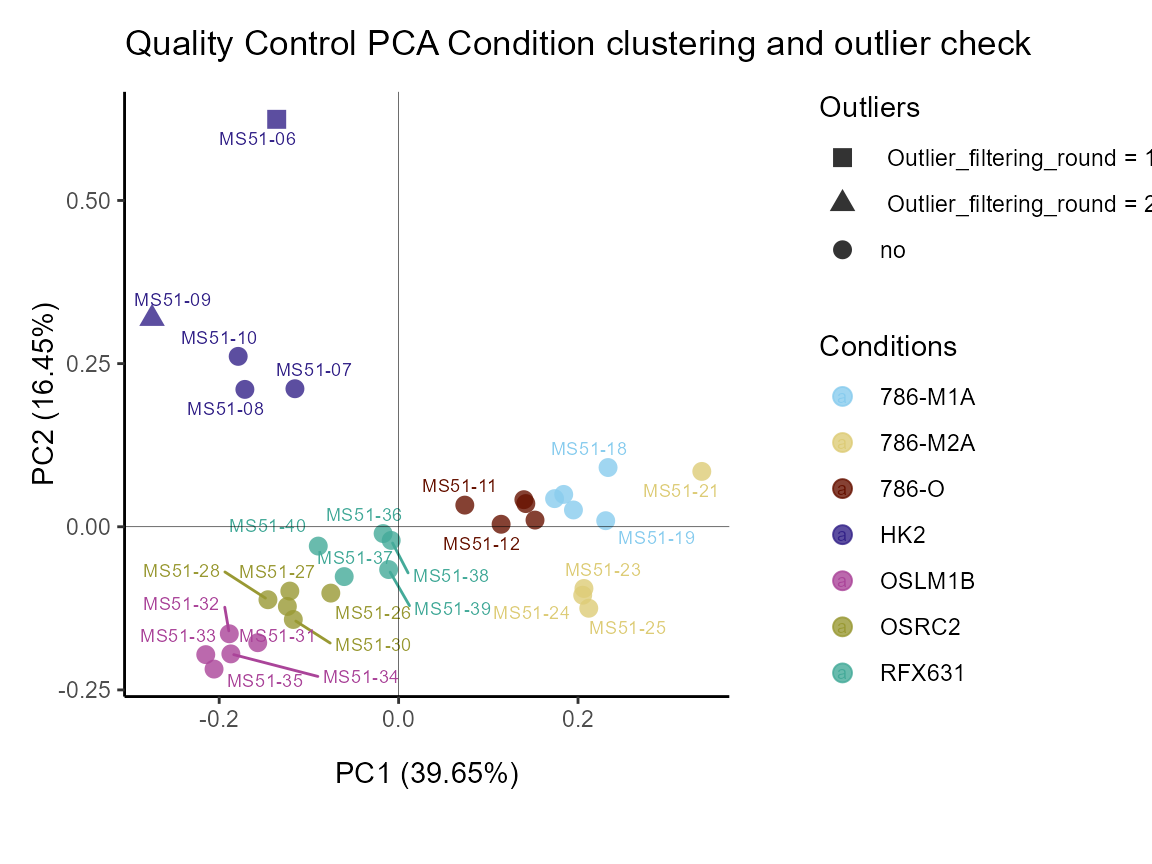 Quality Control PCA Condition clustering and outlier check
PC2 (16.45%)
0.50
0.25
0.00
-0.25
MS51-06
MS51-09
MS51-10
MS51-07
MS51-08
MS51-18
MS51-11
MS51-21
MS51-36
MS51-40
MS51-12
MS51-19
MS51-37
MS51-28
MS51-27
MS51-38
MS51-23
MS51-32
MS51-26
MS51-39
MS51-24
MS51-33
MS51-31
MS51-30
MS51-25
MS51-35
MS51-34
-0.2
0.0
0.2
PC1 (39.65%)
Outliers
Outlier_filtering_round = 1
Outlier_filtering_round = 2
no
Conditions
a 786-M1A
a 786-M2A
a 786-O
a HK2
a OSLM1B
a OSRC2
a RFX631